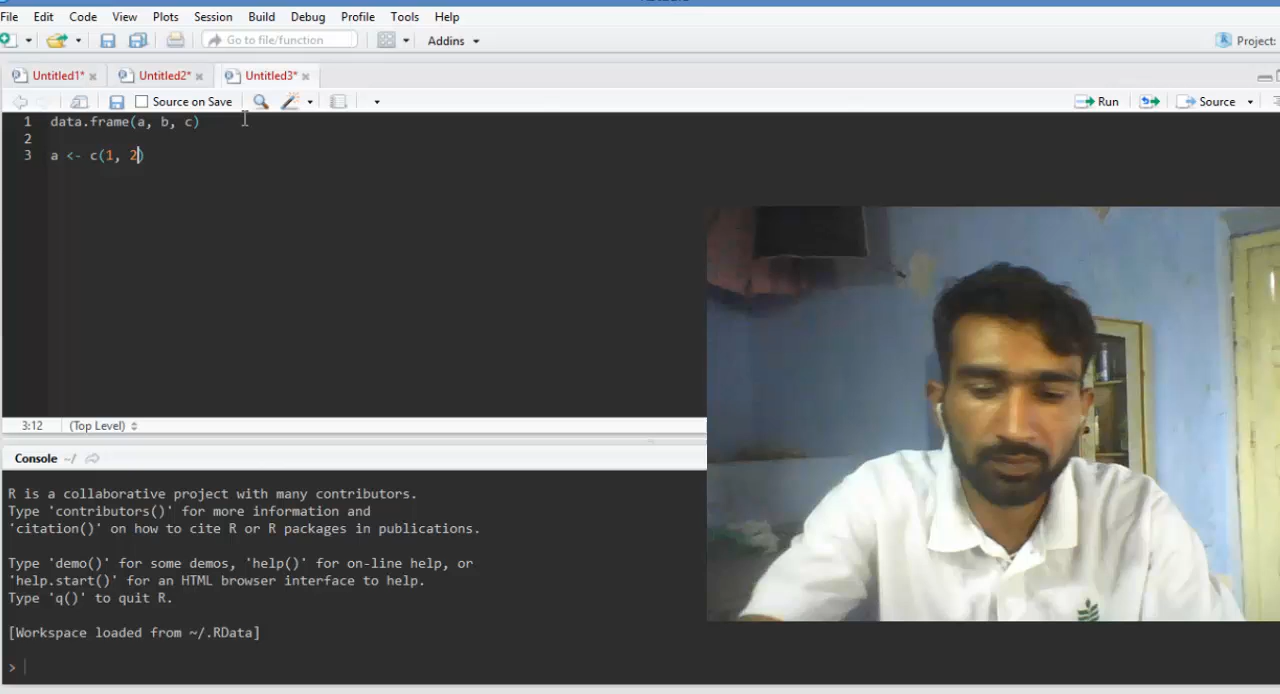 File Edit Code View Plots Session Build Debug Profile Tools Help
Go to file/function Addins Project:
Untitled1* Untitled2* Untitled3*
Source on Save Run Source
1 data.frame(a, b, c)
2
3 a <- c(1, 2)
3:12 (Top Level)
Console ~/
R is a collaborative project with many contributors.
Type 'contributors()' for more information and
'citation()' on how to cite R or R packages in publications.
Type 'demo()' for some demos, 'help()' for on-line help, or
'help.start()' for an HTML browser interface to help.
Type 'q()' to quit R.
[Workspace loaded from ~/.RData]
>